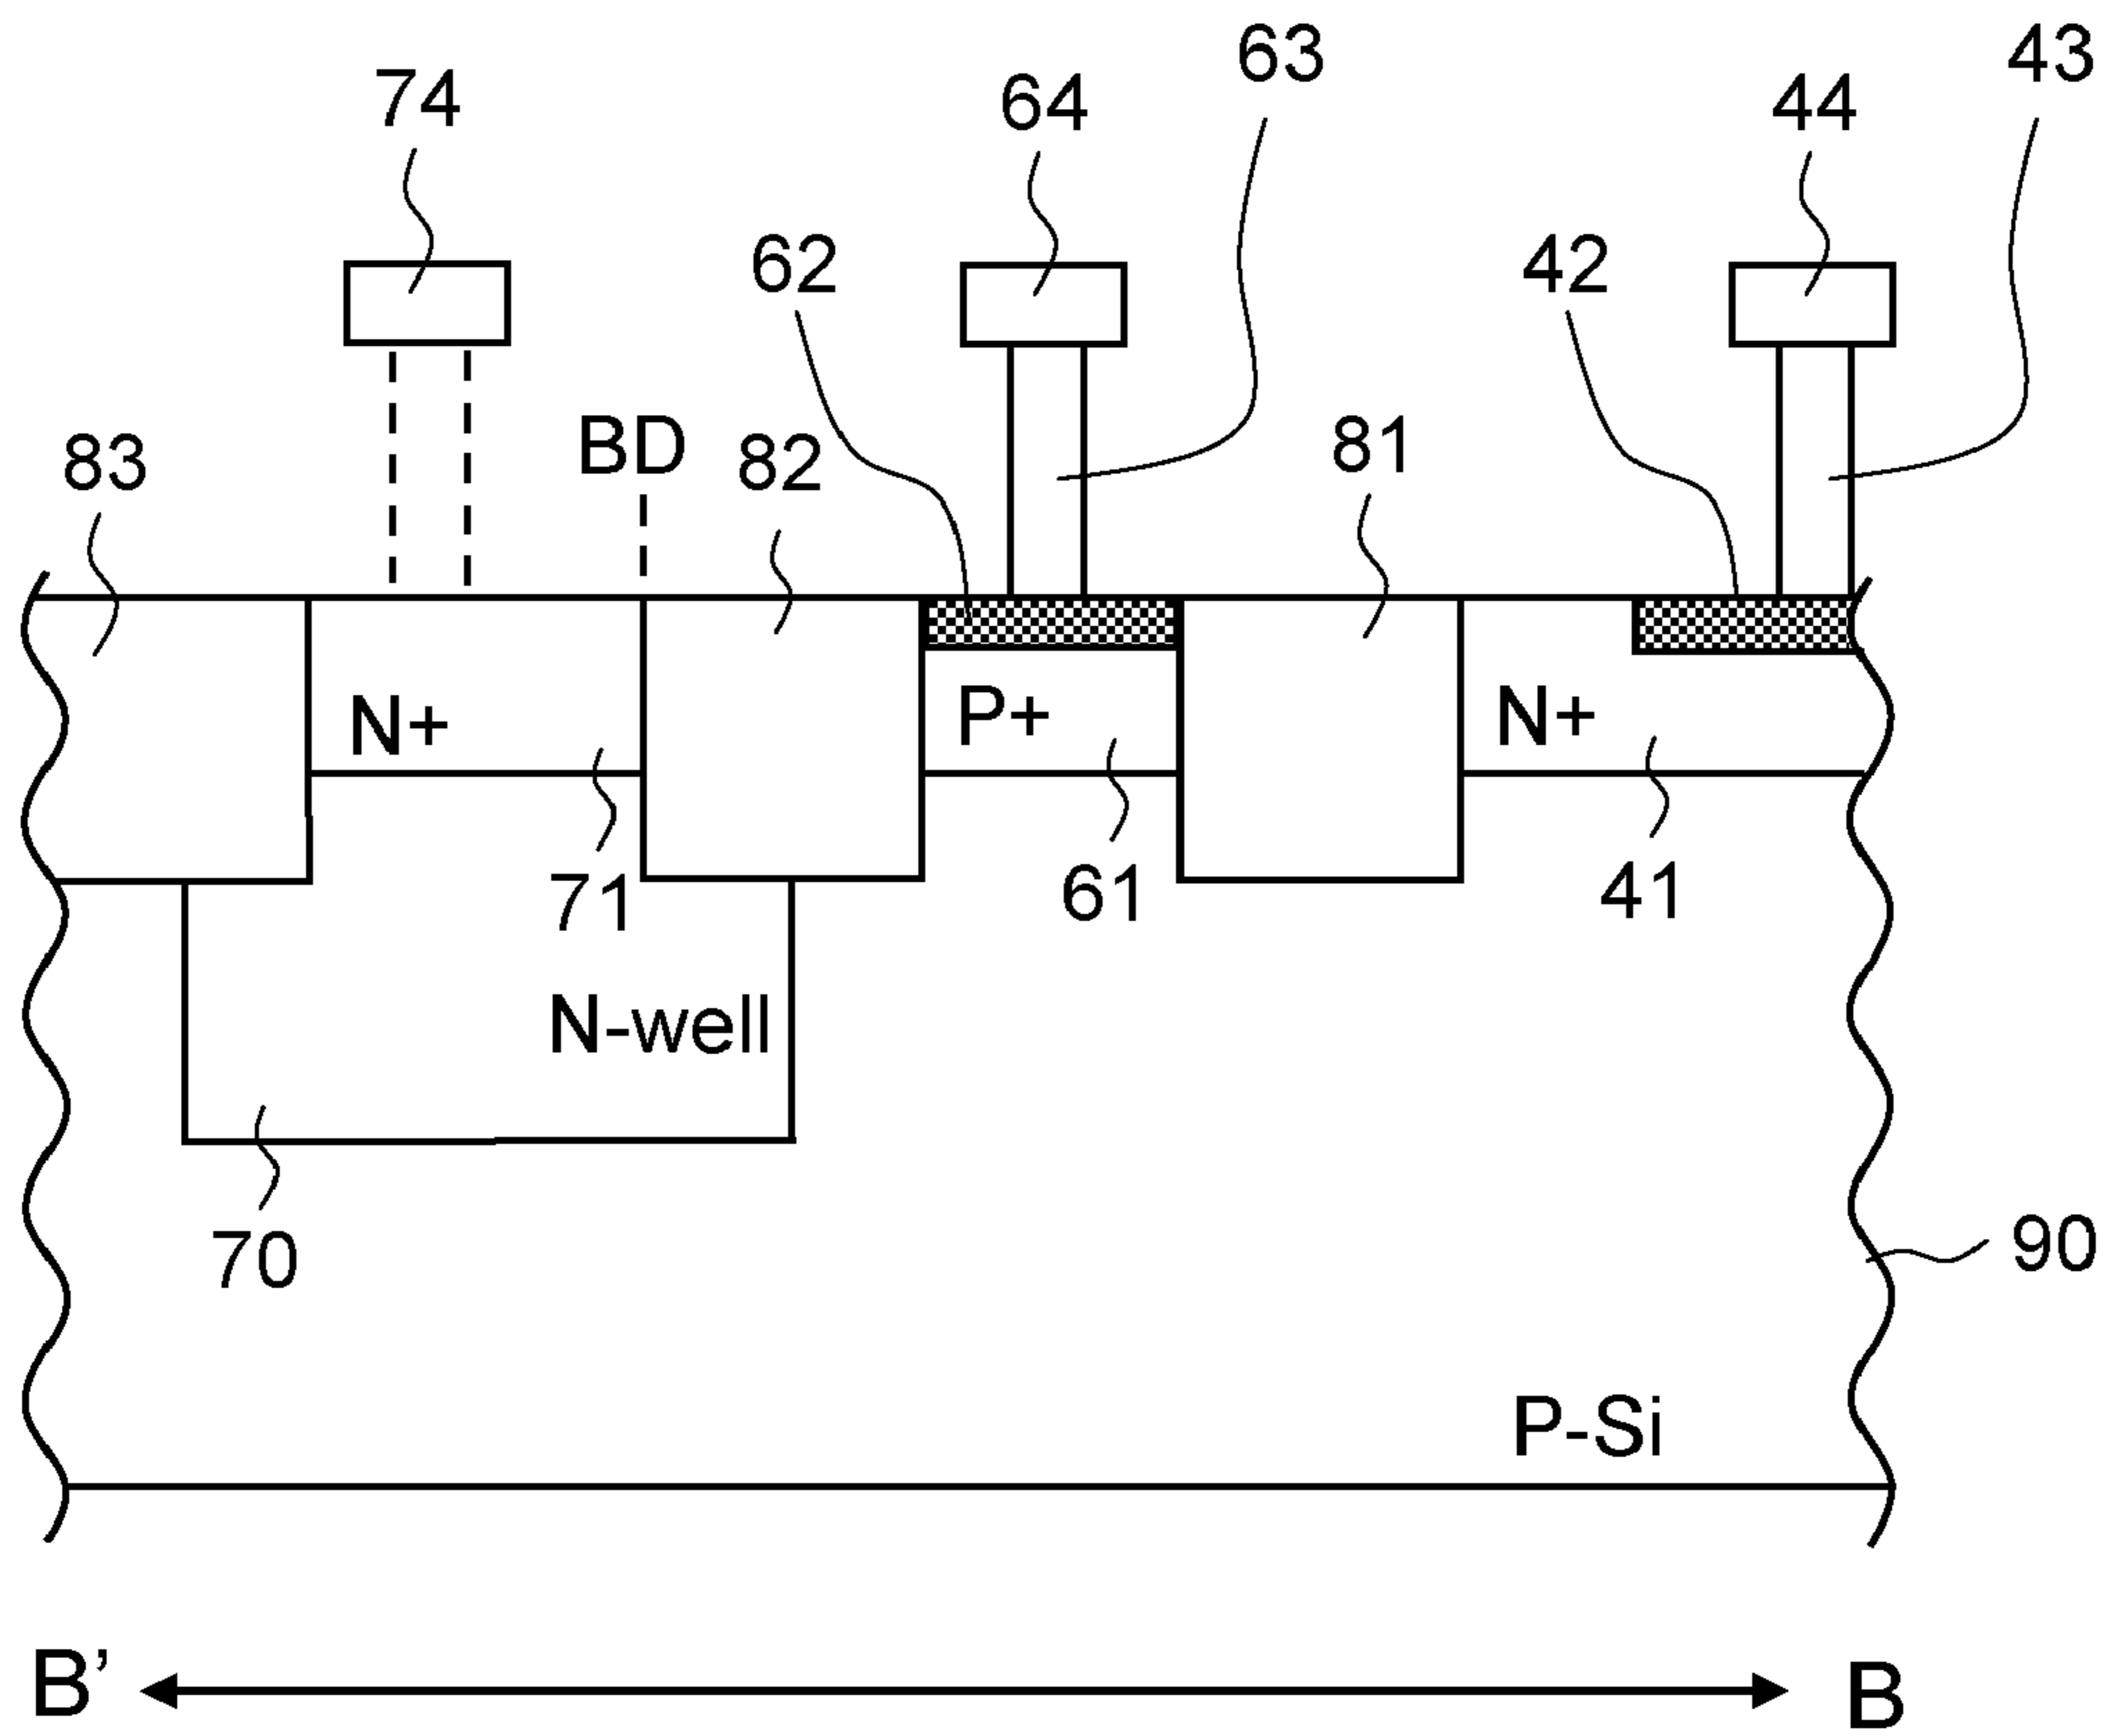 63 43
74 64 44
62 42
83 BD 82 81
N+ P+ N+
71 61 41
N-well
70 90
P-Si
B’ B